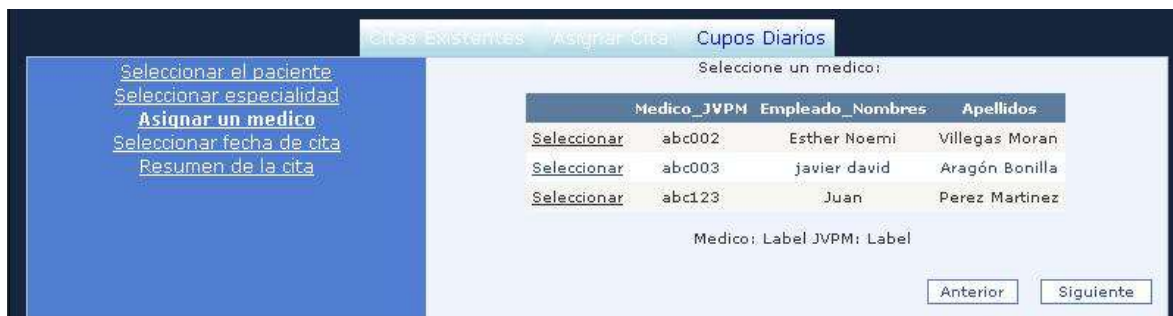 Citas Existentes Asignar Cita Cupos Diarios
Seleccionar el paciente
Seleccionar especialidad
Asignar un medico
Seleccionar fecha de cita
Resumen de la cita
Seleccione un medico:
Medico_JVPM Empleado_Nombres Apellidos
Seleccionar abc002 Esther Noemi Villegas Moran
Seleccionar abc003 javier david Aragón Bonilla
Seleccionar abc123 Juan Perez Martinez
Medico: Label JVPM: Label
Anterior Siguiente